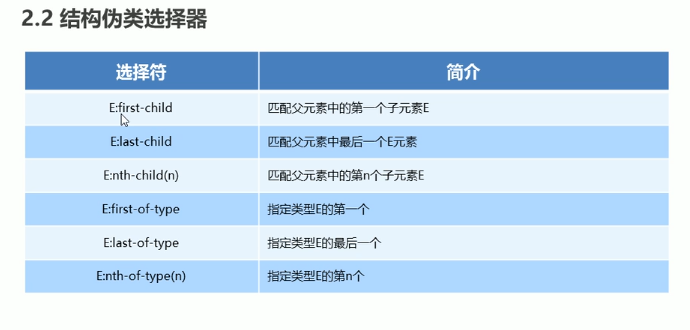 2.2 结构伪类选择器
选择符 简介
E:first-child 匹配父元素中的第一个子元素E
E:last-child 匹配父元素中最后一个E元素
E:nth-child(n) 匹配父元素中的第n个子元素E
E:first-of-type 指定类型E的第一个
E:last-of-type 指定类型E的最后一个
E:nth-of-type(n) 指定类型E的第n个